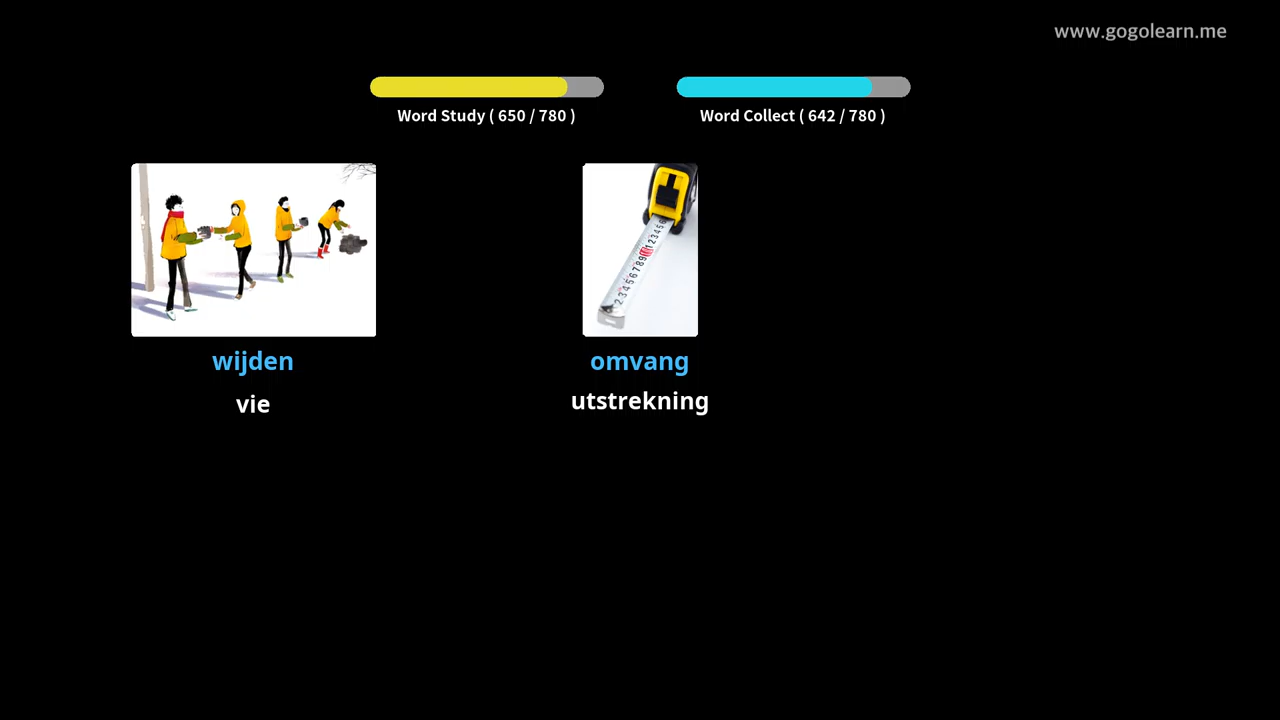 www.gogolearn.me
Word Study ( 650 / 780 )
Word Collect ( 642 / 780 )
wijden
vie
omvang
utstrekning